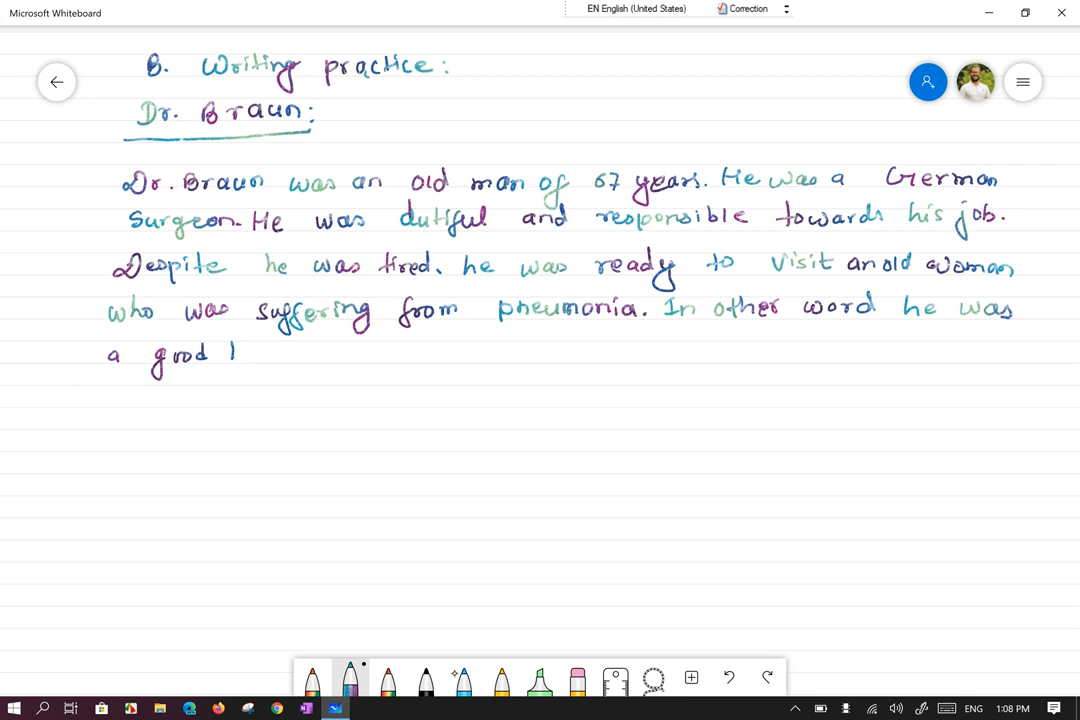 Microsoft Whiteboard
EN English (United States)
Correction
B. Writing practice:
Dr. Braun:
Dr. Braun was an old man of 67 years. He was a German
Surgeon. He was dutiful and responsible towards his job.
Despite he was tired, he was ready to visit an old woman
who was suffering from pneumonia. In other word he was
a good
ENG
1:08 PM